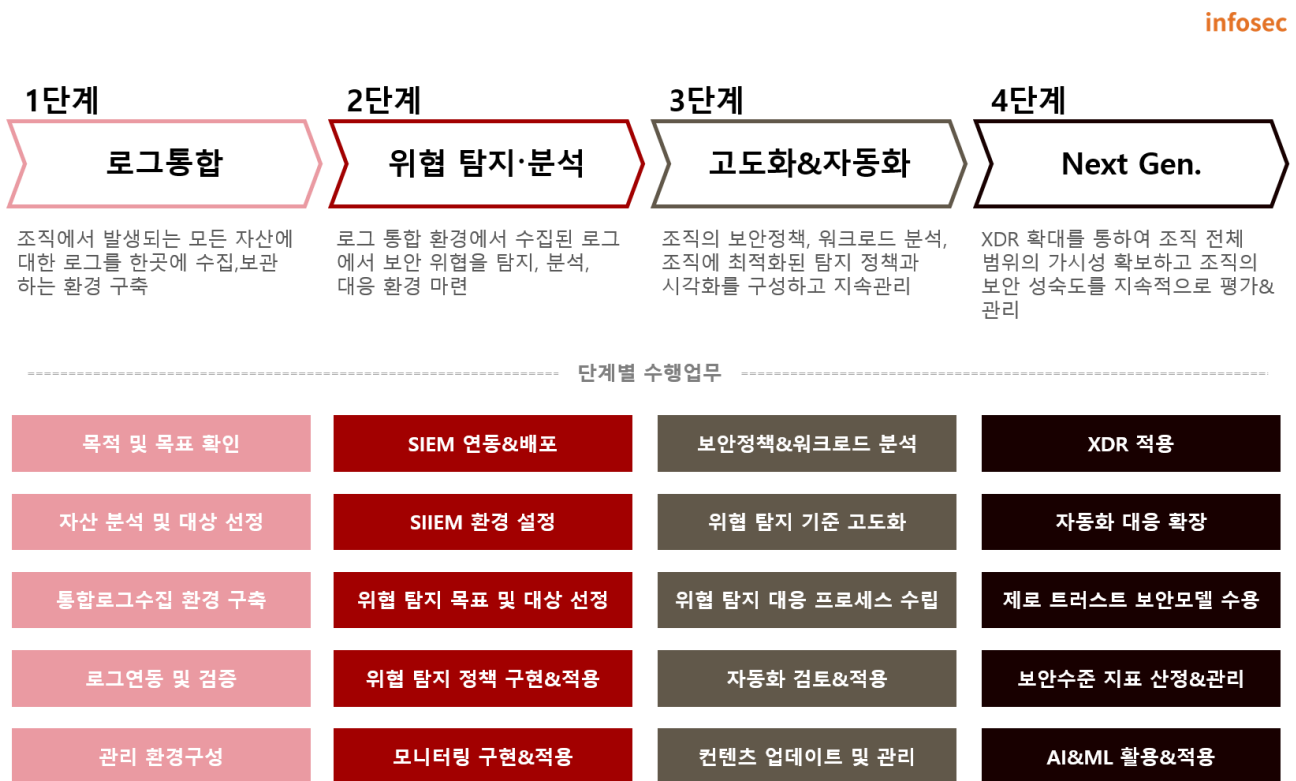 infosec
1단계
2단계
3단계
4단계
로그통합
위협 탐지·분석
고도화&자동화
Next Gen.
조직에서 발생되는 모든 자산에
대한 로그를 한곳에 수집,보관
하는 환경 구축
로그 통합 환경에서 수집된 로그
에서 보안 위협을 탐지, 분석,
대응 환경 마련
조직의 보안정책, 워크로드 분석,
조직에 최적화된 탐지 정책과
시각화를 구성하고 지속관리
XDR 확대를 통하여 조직 전체
범위의 가시성 확보하고 조직의
보안 성숙도를 지속적으로 평가&
관리
단계별 수행업무
목적 및 목표 확인
SIEM 연동&배포
보안정책&워크로드 분석
XDR 적용
자산 분석 및 대상 선정
SIIEM 환경 설정
위협 탐지 기준 고도화
자동화 대응 확장
통합로그수집 환경 구축
위협 탐지 목표 및 대상 선정
위협 탐지 대응 프로세스 수립
제로 트러스트 보안모델 수용
로그연동 및 검증
위협 탐지 정책 구현&적용
자동화 검토&적용
보안수준 지표 산정&관리
관리 환경구성
모니터링 구현&적용
컨텐츠 업데이트 및 관리
AI&ML 활용&적용